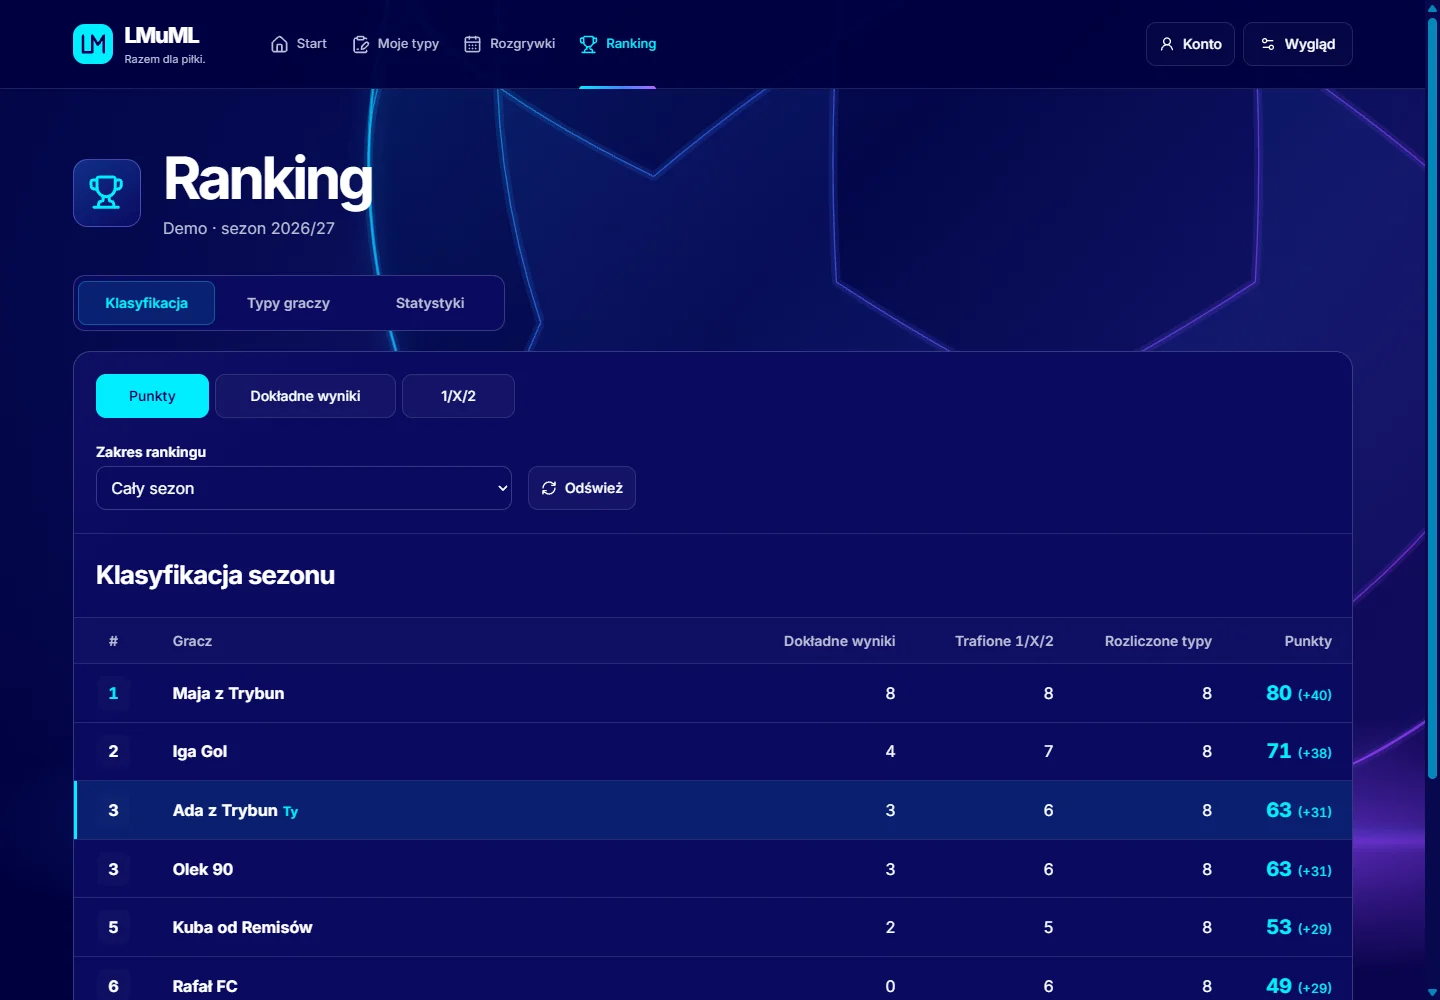 LM
LMuML
Razem dla piłki.
Start
Moje typy
Rozgrywki
Ranking
Konto
Wygląd
Ranking
Demo · sezon 2026/27
Klasyfikacja
Typy graczy
Statystyki
Punkty
Dokładne wyniki
1/X/2
Zakres rankingu
Cały sezon
Odśwież
Klasyfikacja sezonu
# Gracz Dokładne wyniki Trafione 1/X/2 Rozliczone typy Punkty
1 Maja z Trybun 8 8 8 80 (+40)
2 Iga Gol 4 7 8 71 (+38)
3 Ada z Trybun Ty 3 6 8 63 (+31)
3 Olek 90 3 6 8 63 (+31)
5 Kuba od Remisów 2 5 8 53 (+29)
6 Rafał FC 0 6 8 49 (+29)